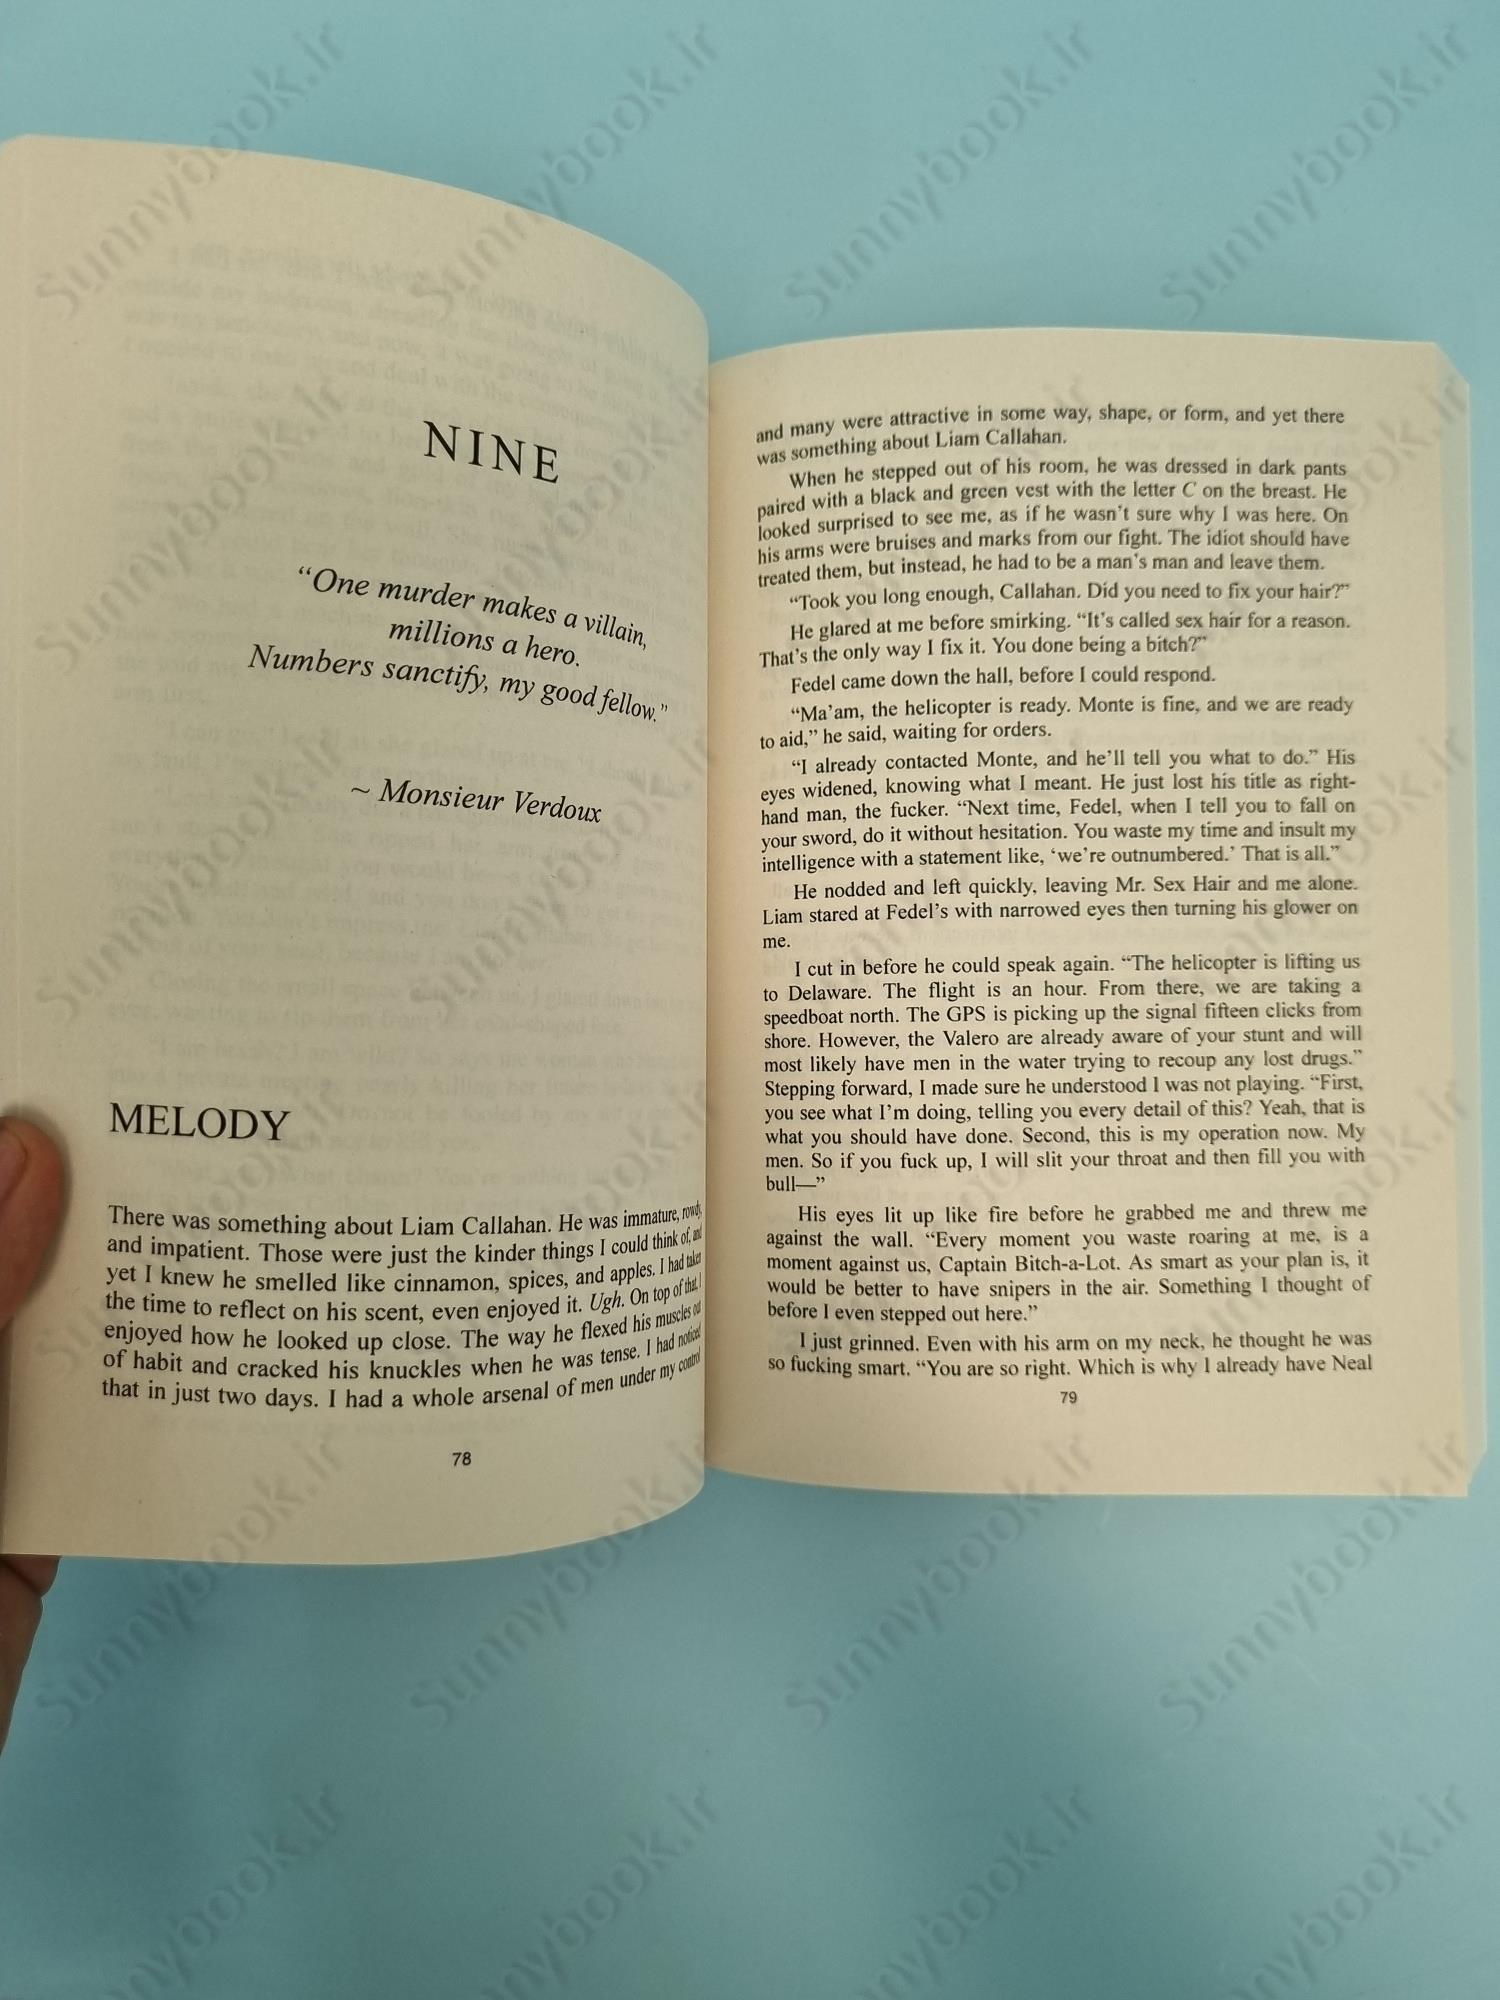 NINE
“One murder makes a villain,
millions a hero.
Numbers sanctify, my good fellow.”
~ Monsieur Verdoux
MELODY
There was something about Liam Callahan. He was immature, rowdy,
and impatient. Those were just the kinder things I could think of, and
yet I knew he smelled like cinnamon, spices, and apples. I had taken
the time to reflect on his scent, even enjoyed it. Ugh. On top of that, I
enjoyed how he looked up close. The way he flexed his muscles out
of habit and cracked his knuckles when he was tense. I had noticed
that in just two days. I had a whole arsenal of men under my control
78
and many were attractive in some way, shape, or form, and yet there
was something about Liam Callahan.
When he stepped out of his room, he was dressed in dark pants
paired with a black and green vest with the letter C on the breast. He
looked surprised to see me, as if he wasn’t sure why I was here. On
his arms were bruises and marks from our fight. The idiot should have
treated them, but instead, he had to be a man’s man and leave them.
“Took you long enough, Callahan. Did you need to fix your hair?”
He glared at me before smirking. “It’s called sex hair for a reason.
That’s the only way I fix it. You done being a bitch?”
Fedel came down the hall, before I could respond.
“Ma’am, the helicopter is ready. Monte is fine, and we are ready
to aid,” he said, waiting for orders.
“I already contacted Monte, and he’ll tell you what to do.” His
eyes widened, knowing what I meant. He just lost his title as right-
hand man, the fucker. “Next time, Fedel, when I tell you to fall on
your sword, do it without hesitation. You waste my time and insult my
intelligence with a statement like, ‘we’re outnumbered.’ That is all.”
He nodded and left quickly, leaving Mr. Sex Hair and me alone.
Liam stared at Fedel’s with narrowed eyes then turning his glower on
me.
I cut in before he could speak again. “The helicopter is lifting us
to Delaware. The flight is an hour. From there, we are taking a
speedboat north. The GPS is picking up the signal fifteen clicks from
shore. However, the Valero are already aware of your stunt and will
most likely have men in the water trying to recoup any lost drugs.”
Stepping forward, I made sure he understood I was not playing. “First,
you see what I’m doing, telling you every detail of this? Yeah, that is
what you should have done. Second, this is my operation now. My
men. So if you fuck up, I will slit your throat and then fill you with
bull—”
His eyes lit up like fire before he grabbed me and threw me
against the wall. “Every moment you waste roaring at me, is a
moment against us, Captain Bitch-a-Lot. As smart as your plan is, it
would be better to have snipers in the air. Something I thought of
before I even stepped out here.”
I just grinned. Even with his arm on my neck, he thought he was
so fucking smart. “You are so right. Which is why I already have Neal
79
Sunnybook.ir